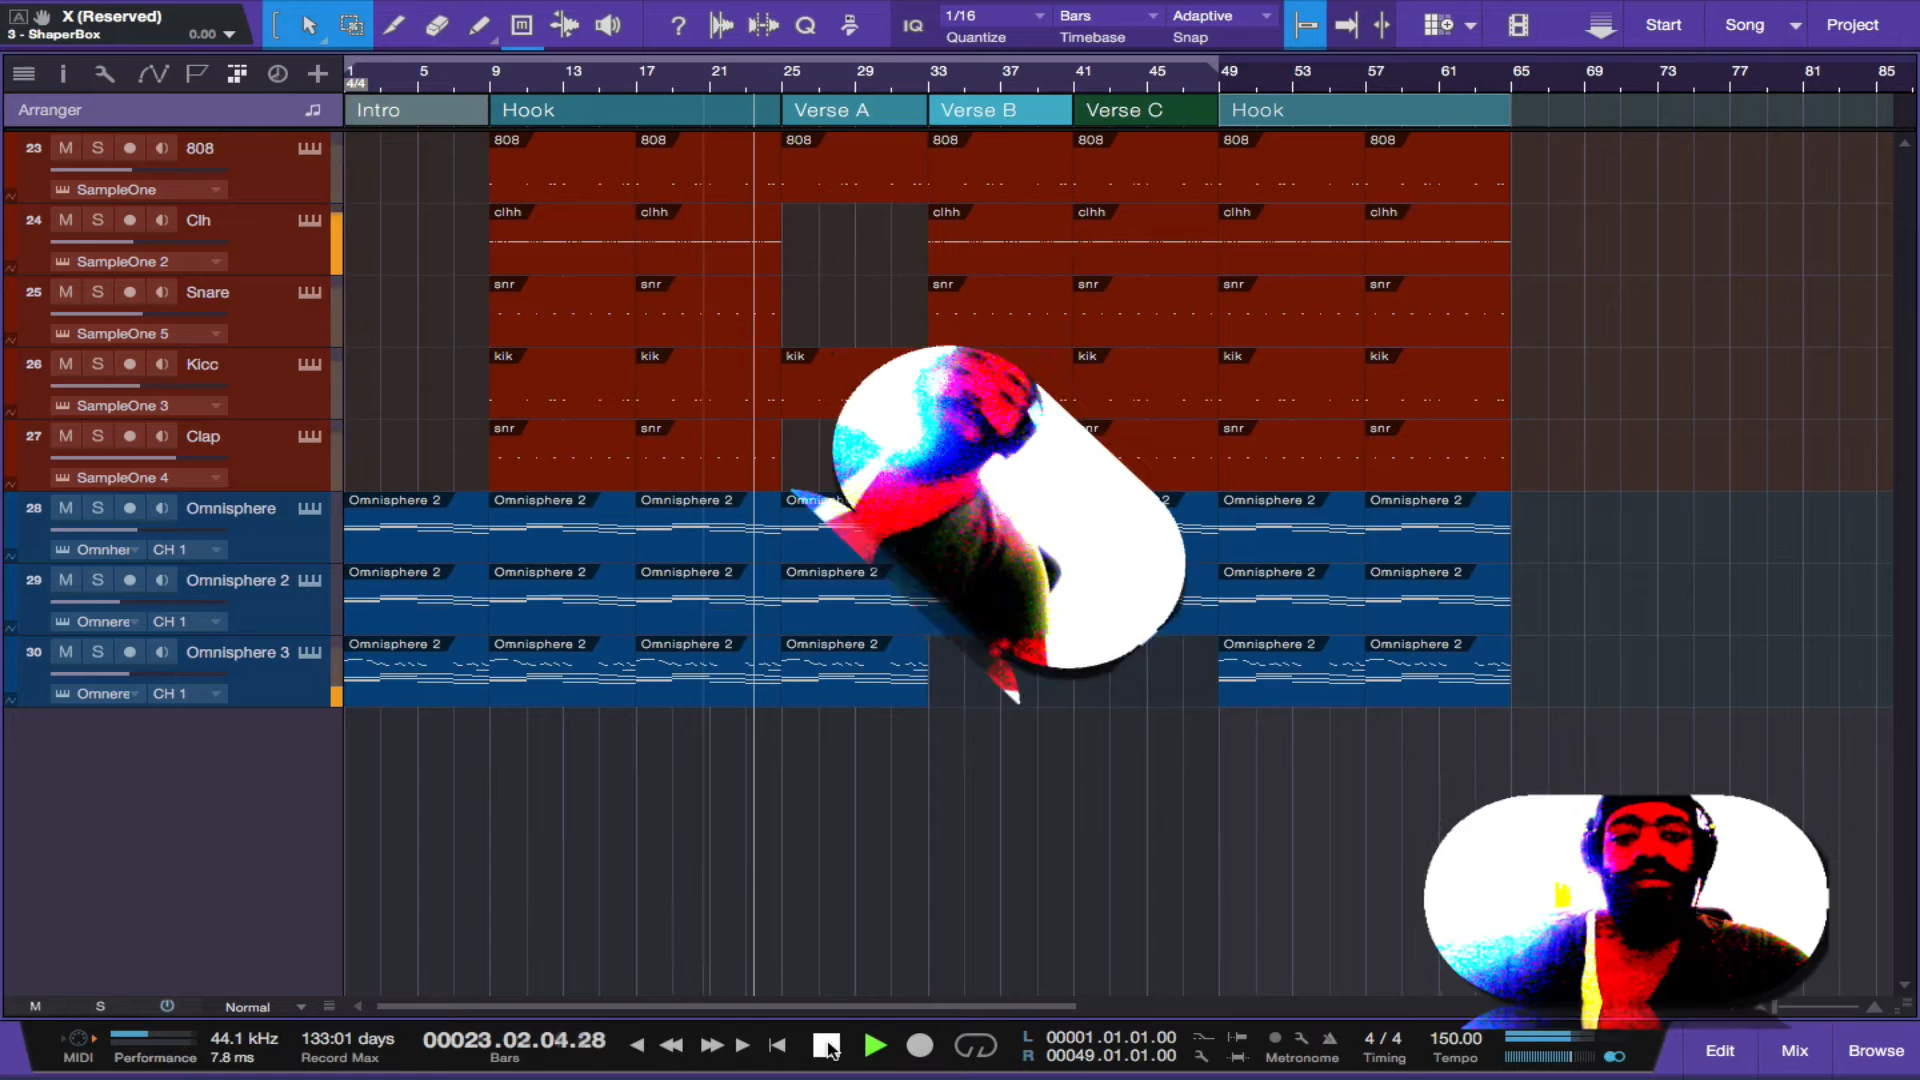 X (Reserved)
3 - ShaperBox 0.00
IQ 1/16 Bars Adaptive
Quantize Timebase Snap
Start Song Project
1 5 9 13 17 21 25 29 33 37 41 45 49 53 57 61 65 69 73 77 81 85
4/4
Arranger Intro Hook Verse A Verse B Verse C Hook
23 M S 808 808 808 808 808 808 808 808
SampleOne
24 M S Clh clhh clhh clhh clhh clhh clhh
SampleOne 2
25 M S Snare snr snr snr snr snr snr
SampleOne 5
26 M S Kicc kik kik kik kik kik kik
SampleOne 3
27 M S Clap snr snr snr snr
SampleOne 4
28 M S Omnisphere Omnisphere 2 Omnisphere 2 Omnisphere 2 Omnisphere 2 Omnisphere 2
Omnher CH 1
29 M S Omnisphere 2 Omnisphere 2 Omnisphere 2 Omnisphere 2 Omnisphere 2 Omnisphere 2 Omnisphere 2
Omnere CH 1
30 M S Omnisphere 3 Omnisphere 2 Omnisphere 2 Omnisphere 2 Omnisphere 2 Omnisphere 2 Omnisphere 2
Omnere CH 1
M S Normal
MIDI Performance
44.1 kHz
7.8 ms
133:01 days
Record Max
00023.02.04.28
Bars
L 00001.01.01.00
R 00049.01.01.00
Metronome
4 / 4
Timing
150.00
Tempo
Edit Mix Browse